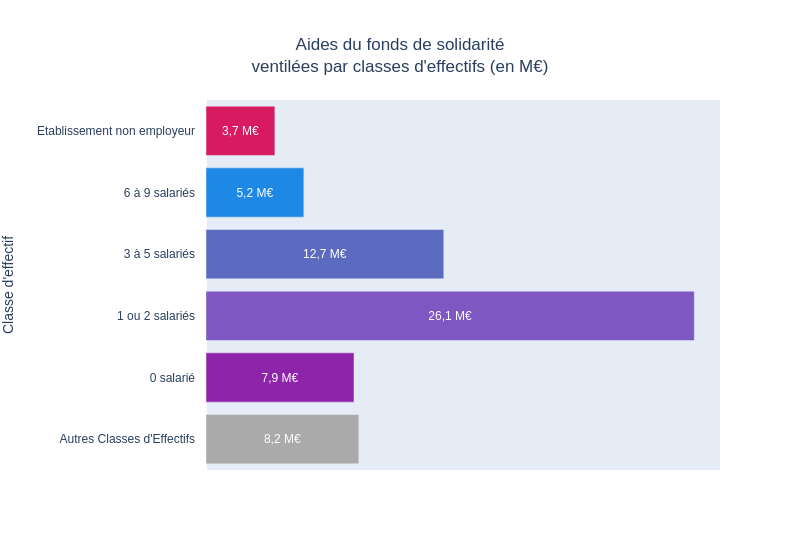 Aides du fonds de solidarité
ventilées par classes d'effectifs (en M€)
Classe d'effectif
Etablissement non employeur
3,7 M€
6 à 9 salariés
5,2 M€
3 à 5 salariés
12,7 M€
1 ou 2 salariés
26,1 M€
0 salarié
7,9 M€
Autres Classes d'Effectifs
8,2 M€